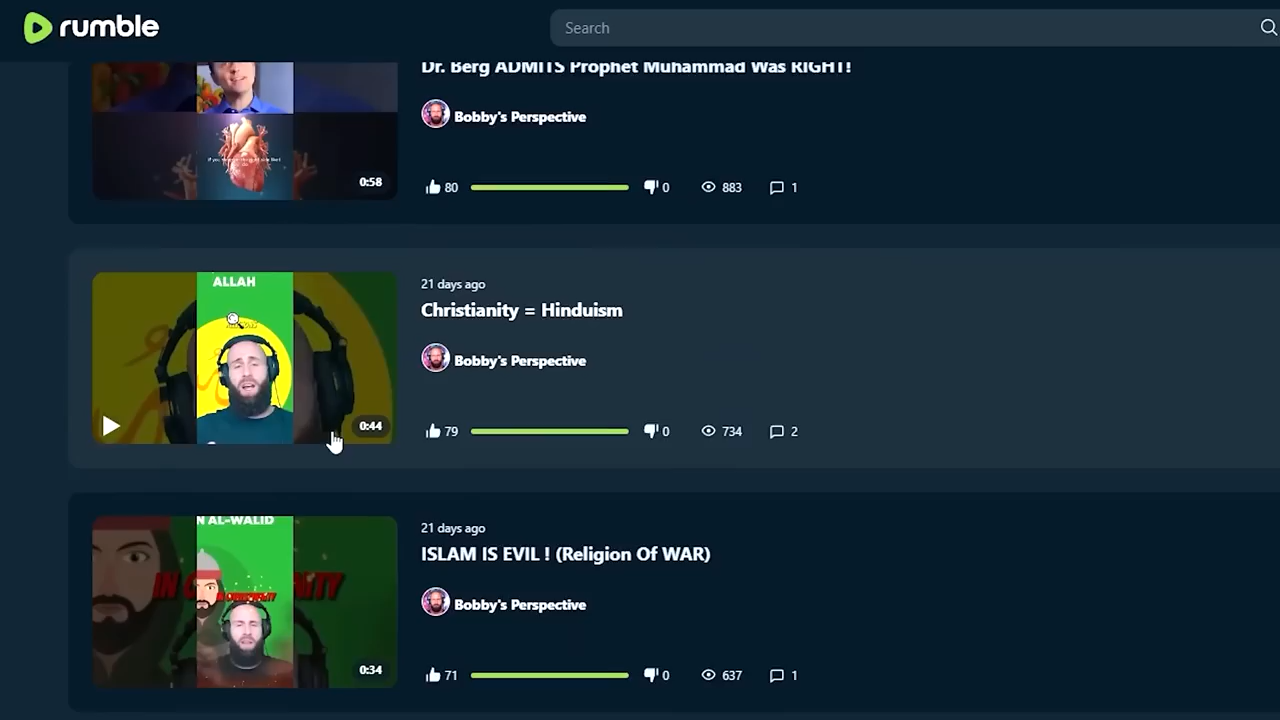 rumble
Search
Dr. Berg ADMITS Prophet Muhammad Was RIGHT!
Bobby's Perspective
0:58
80
0
883
1
ALLAH
21 days ago
Christianity = Hinduism
Bobby's Perspective
0:44
79
0
734
2
N AL-WALID
21 days ago
ISLAM IS EVIL ! (Religion Of WAR)
Bobby's Perspective
0:34
71
0
637
1